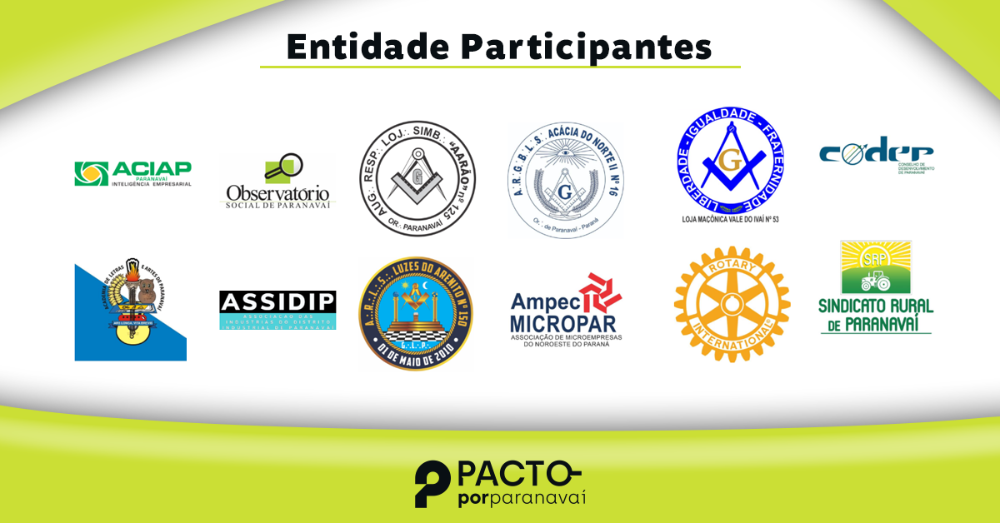 Entidade Participantes
ACIAP
PARANAVAÍ
INTELIGÊNCIA EMPRESARIAL
Observatório
SOCIAL DE PARANAVAÍ
AUG∴ RESP∴ LOJ∴ SIMB∴ "AARÃO" nº 125
G
OR∴ PARANAVAÍ
A∴R∴G∴B∴L∴S∴ ACÁCIA DO NORTE II Nº 16
G
Or∴ de Paranavaí - Paraná
LIBERDADE - IGUALDADE - FRATERNIDADE
G
LOJA MAÇÔNICA VALE DO IVAÍ Nº 53
CODEP
CONSELHO DE
DESENVOLVIMENTO
DE PARANAVAÍ
ACADEMIA DE LETRAS E ARTES DE PARANAVAÍ
ASSIDIP
ASSOCIAÇÃO DAS
INDÚSTRIAS DO DISTRITO
INDUSTRIAL DE PARANAVAÍ
A∴R∴L∴S∴ LUZES DO ARENITO Nº 150
G∴L∴P∴
01 DE MAIO DE 2010
Ampec
MICROPAR
ASSOCIAÇÃO DE MICROEMPRESAS
DO NOROESTE DO PARANÁ
ROTARY
INTERNATIONAL
SRP
SINDICATO RURAL
DE PARANAVAÍ
PACTO
porparanavaí